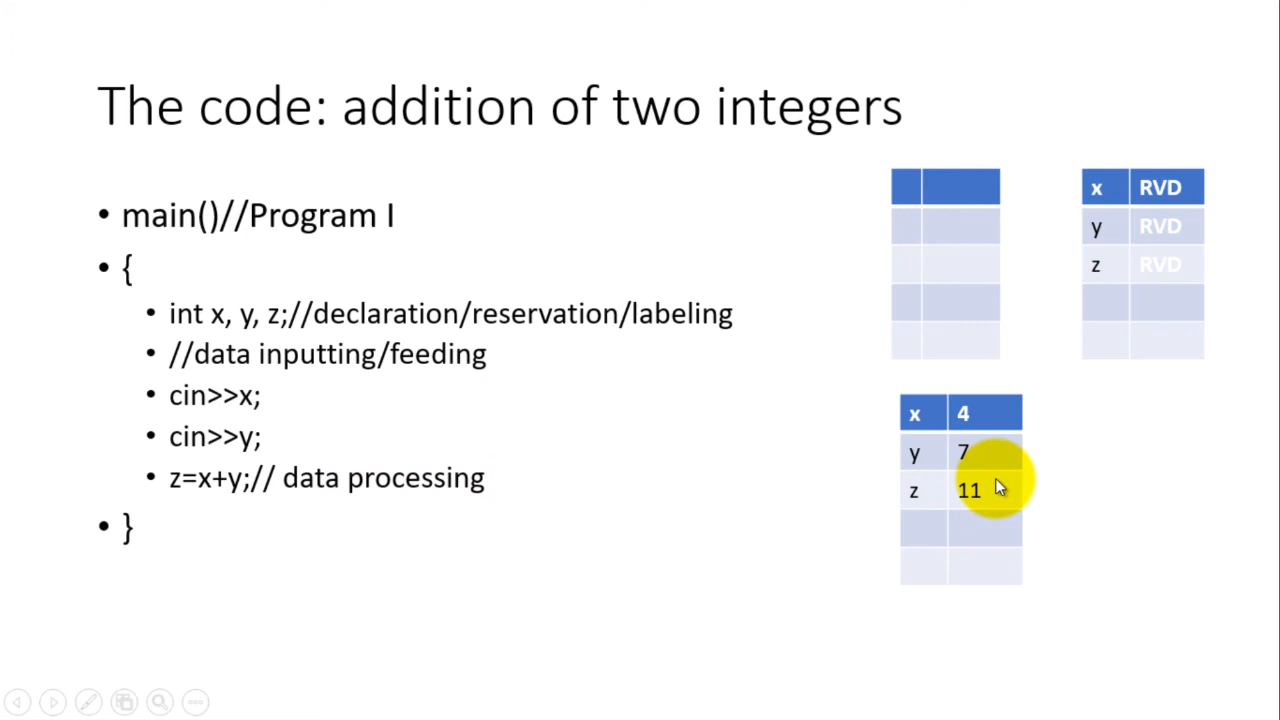 The code: addition of two integers
• main()//Program I
• {
• int x, y, z;//declaration/reservation/labeling
• //data inputting/feeding
• cin>>x;
• cin>>y;
• z=x+y;// data processing
• }
x RVD
y RVD
z RVD
x 4
y 7
z 11